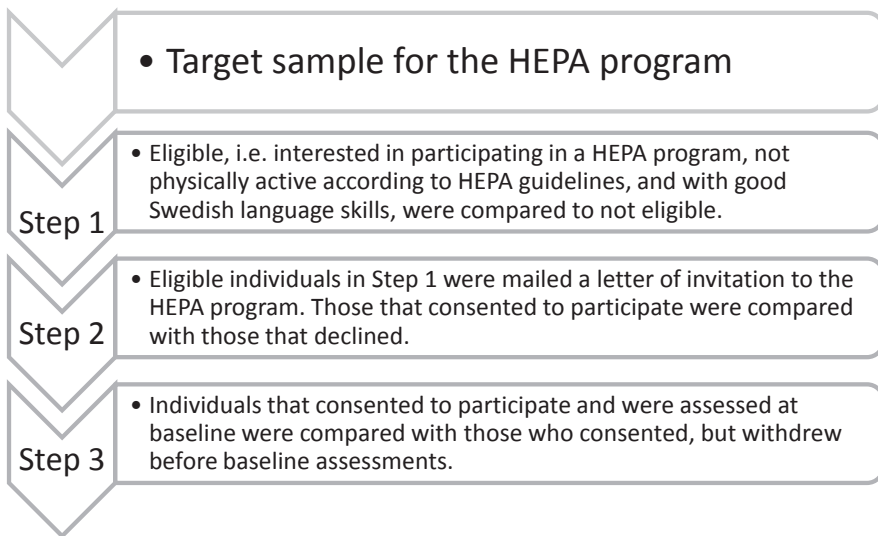 • Target sample for the HEPA program
Step 1
• Eligible, i.e. interested in participating in a HEPA program, not
physically active according to HEPA guidelines, and with good
Swedish language skills, were compared to not eligible.
Step 2
• Eligible individuals in Step 1 were mailed a letter of invitation to the
HEPA program. Those that consented to participate were compared
with those that declined.
Step 3
• Individuals that consented to participate and were assessed at
baseline were compared with those who consented, but withdrew
before baseline assessments.